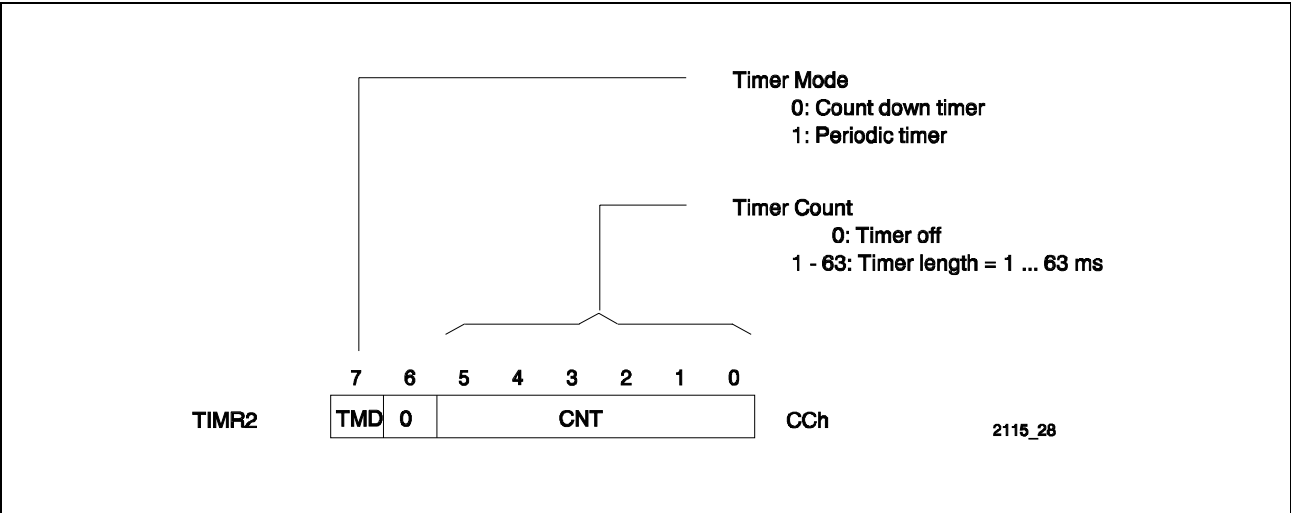 Timer Mode
0: Count down timer
1: Periodic timer
Timer Count
0: Timer off
1 - 63: Timer length = 1 ... 63 ms
7 6 5 4 3 2 1 0
TIMR2 TMD 0 CNT CCh
2115_28